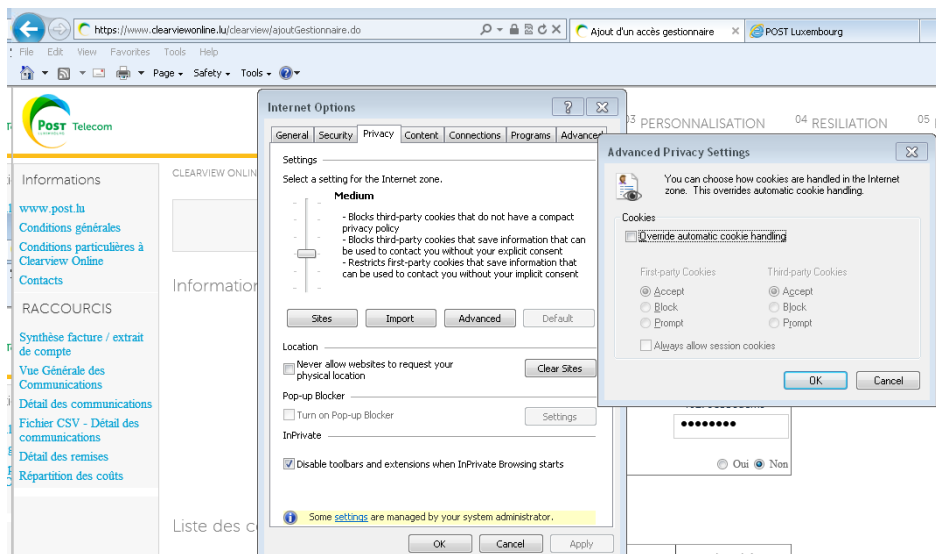 https://www.clearviewonline.lu/clearview/ajoutGestionnaire.do
Ajout d'un accès gestionnaire
POST Luxembourg
File Edit View Favorites Tools Help
Page Safety Tools
POST Telecom
LUXEMBOURG
03 PERSONNALISATION 04 RESILIATION 05
Informations
www.post.lu
Conditions générales
Conditions particulières à
Clearview Online
Contacts
RACCOURCIS
Synthèse facture / extrait
de compte
Vue Générale des
Communications
Détail des communications
Fichier CSV - Détail des
communications
Détail des remises
Répartition des coûts
CLEARVIEW ONLIN
Information
Liste des c
Internet Options
General Security Privacy Content Connections Programs Advanced
Settings
Select a setting for the Internet zone.
Medium
- Blocks third-party cookies that do not have a compact
privacy policy
- Blocks third-party cookies that save information that can
be used to contact you without your explicit consent
- Restricts first-party cookies that save information that
can be used to contact you without your implicit consent
Sites Import Advanced Default
Location
Never allow websites to request your
physical location
Clear Sites
Pop-up Blocker
Turn on Pop-up Blocker
Settings
InPrivate
Disable toolbars and extensions when InPrivate Browsing starts
Some settings are managed by your system administrator.
OK Cancel Apply
Advanced Privacy Settings
You can choose how cookies are handled in the Internet
zone. This overrides automatic cookie handling.
Cookies
Override automatic cookie handling
First-party Cookies Third-party Cookies
Accept Accept
Block Block
Prompt Prompt
Always allow session cookies
OK Cancel
••••••••
Oui Non